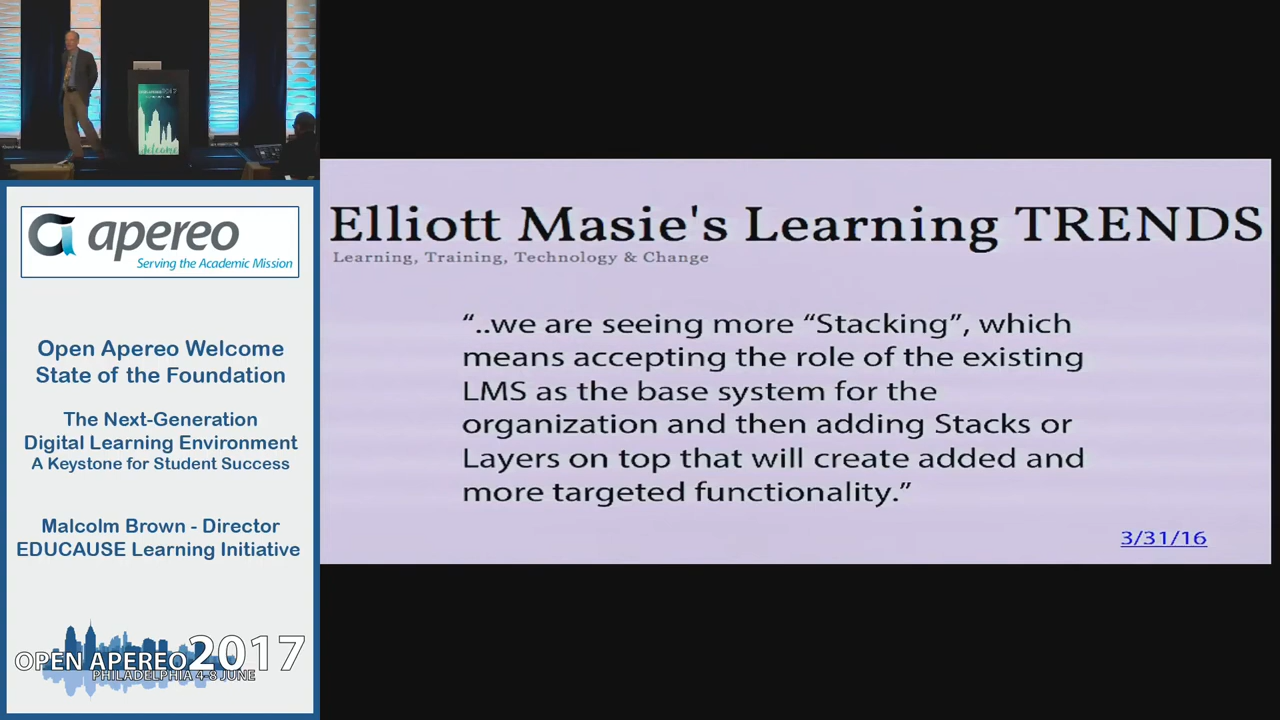 apereo
Serving the Academic Mission
Open Apereo Welcome
State of the Foundation
The Next-Generation
Digital Learning Environment
A Keystone for Student Success
Malcolm Brown - Director
EDUCAUSE Learning Initiative
OPEN APEREO 2017
PHILADELPHIA 4-8 JUNE
2017
Welcome
Elliott Masie's Learning TRENDS
Learning, Training, Technology & Change
“..we are seeing more “Stacking”, which
means accepting the role of the existing
LMS as the base system for the
organization and then adding Stacks or
Layers on top that will create added and
more targeted functionality.”
3/31/16